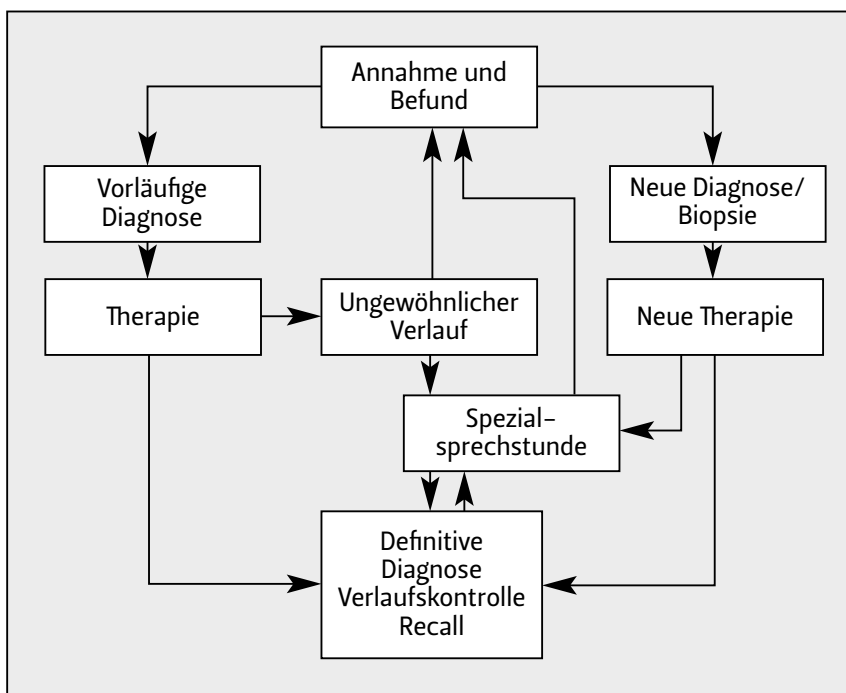 Annahme und
Befund
Vorläufige
Diagnose
Neue Diagnose/
Biopsie
Therapie
Ungewöhnlicher
Verlauf
Neue Therapie
Spezial-
sprechstunde
Definitive
Diagnose
Verlaufskontrolle
Recall